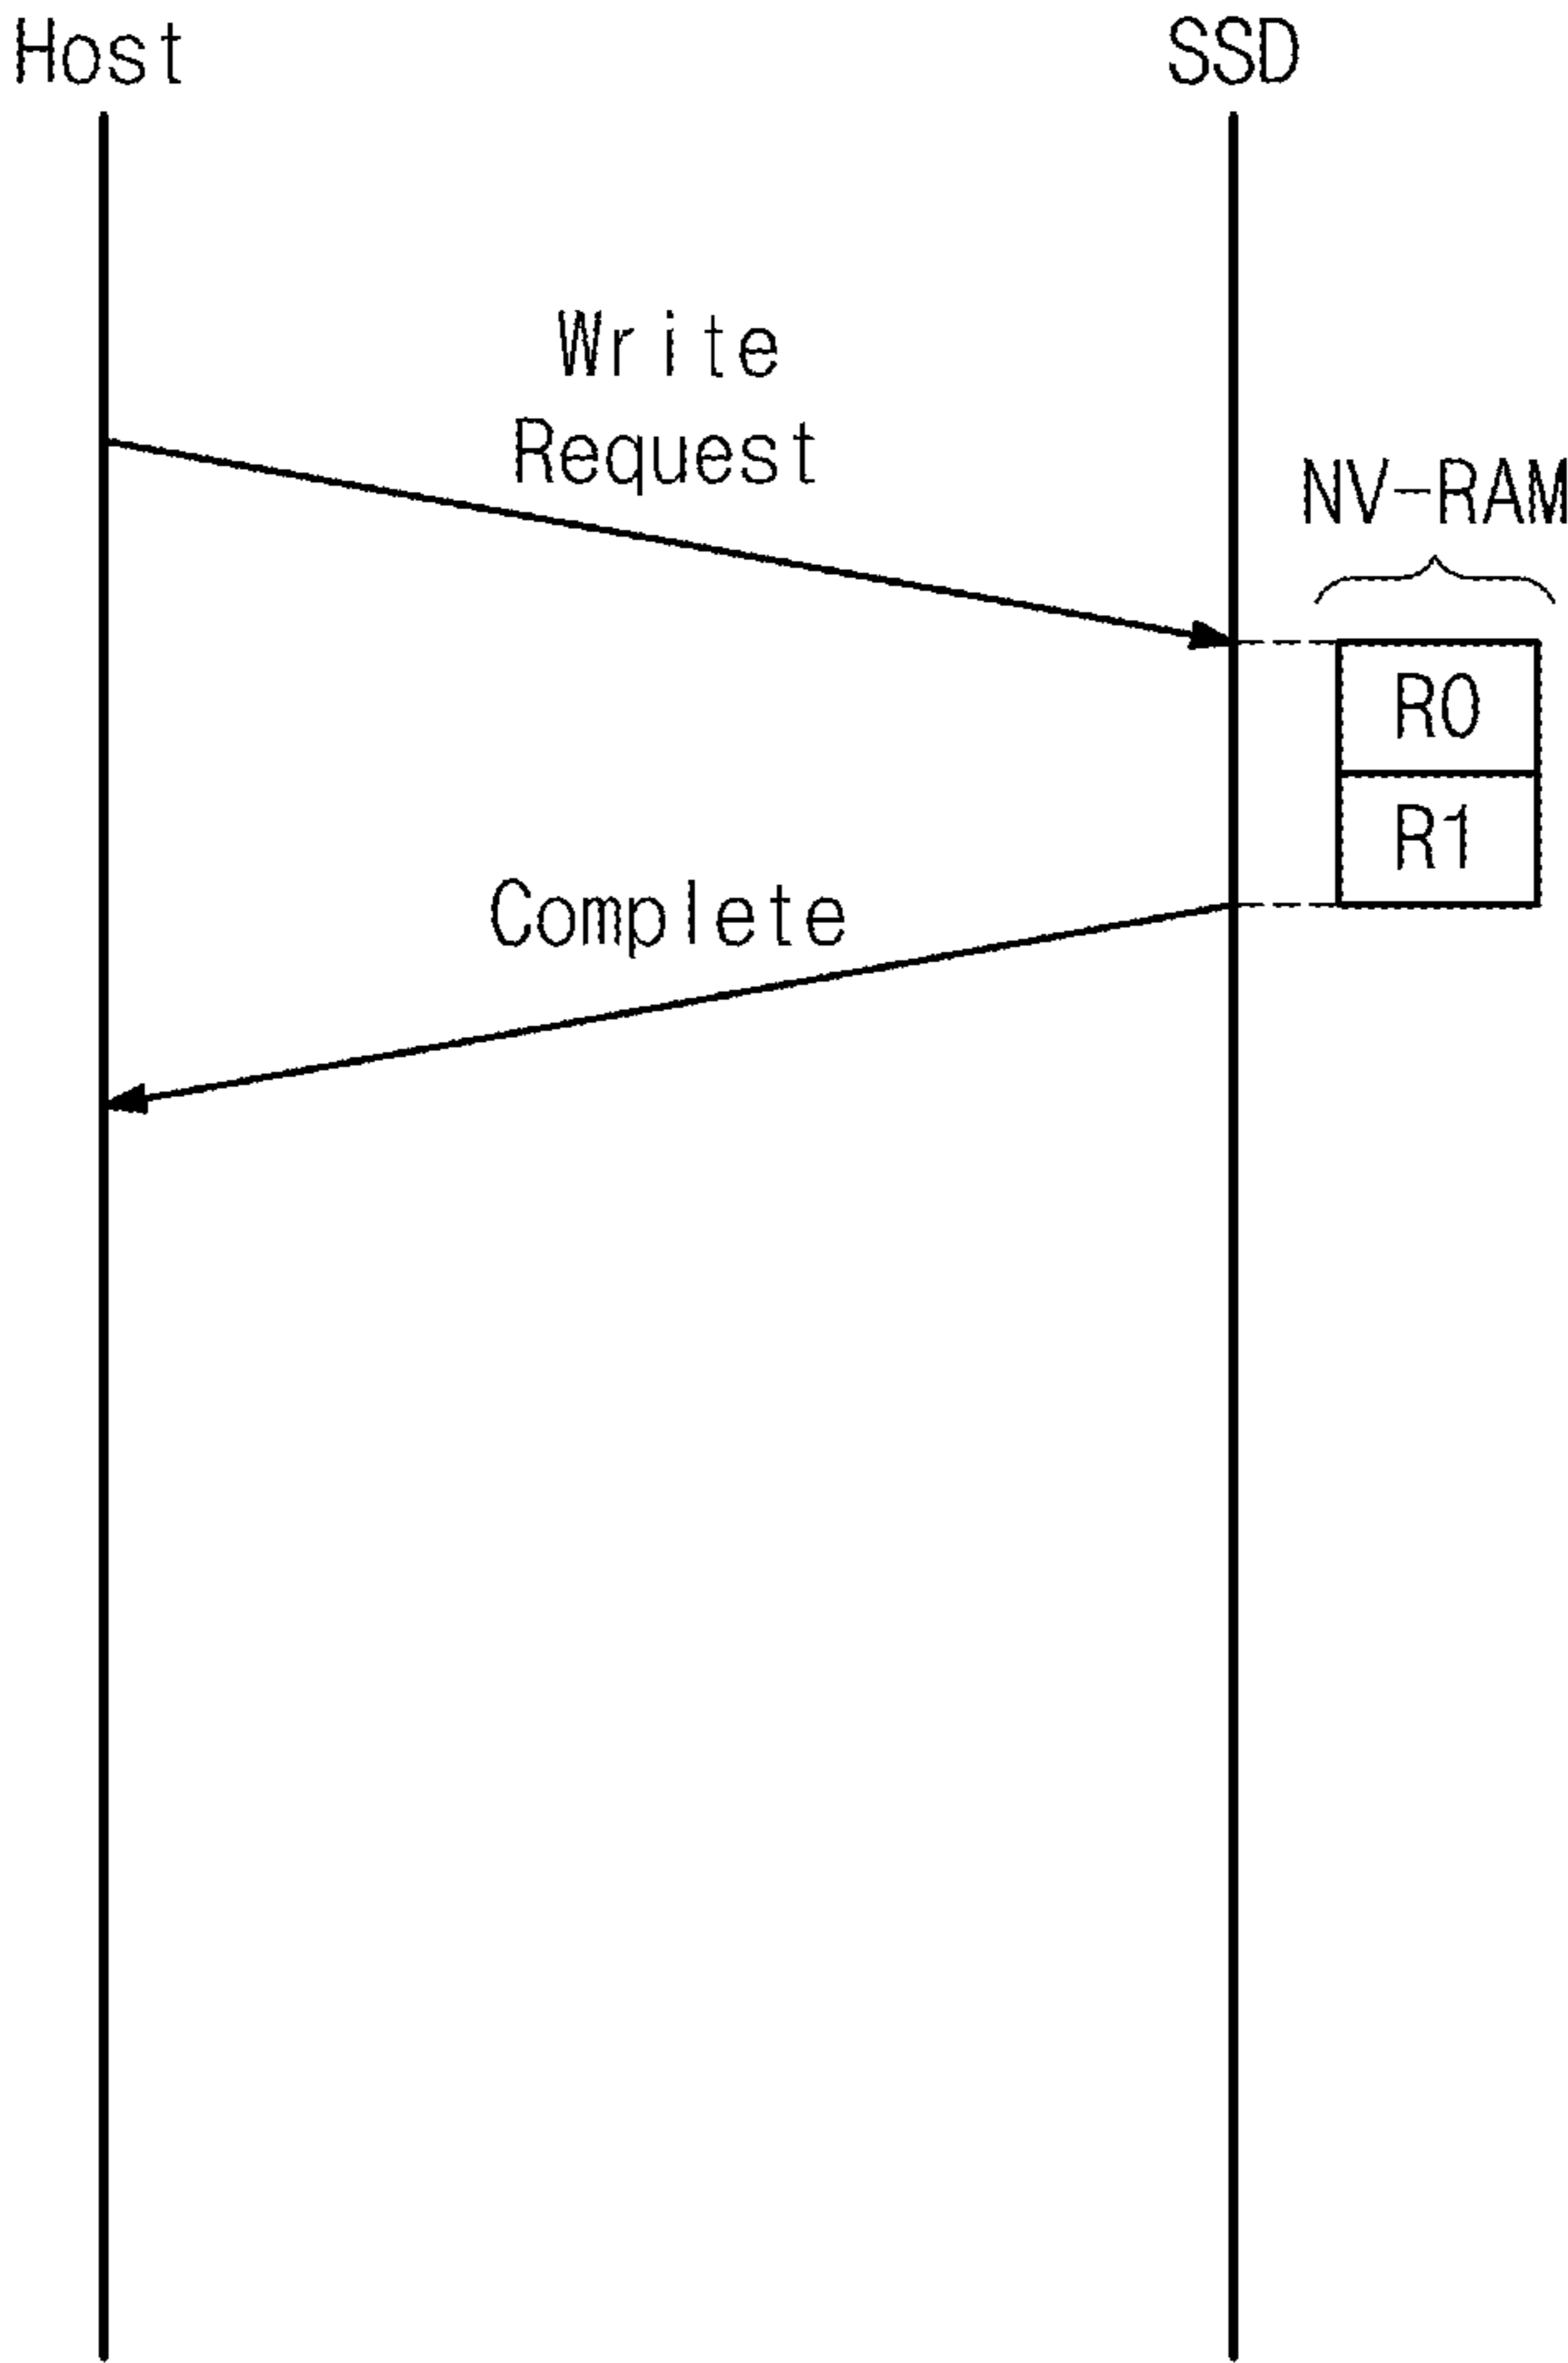 Host
SSD
Write
Request
NV-RAM
R0
R1
Complete